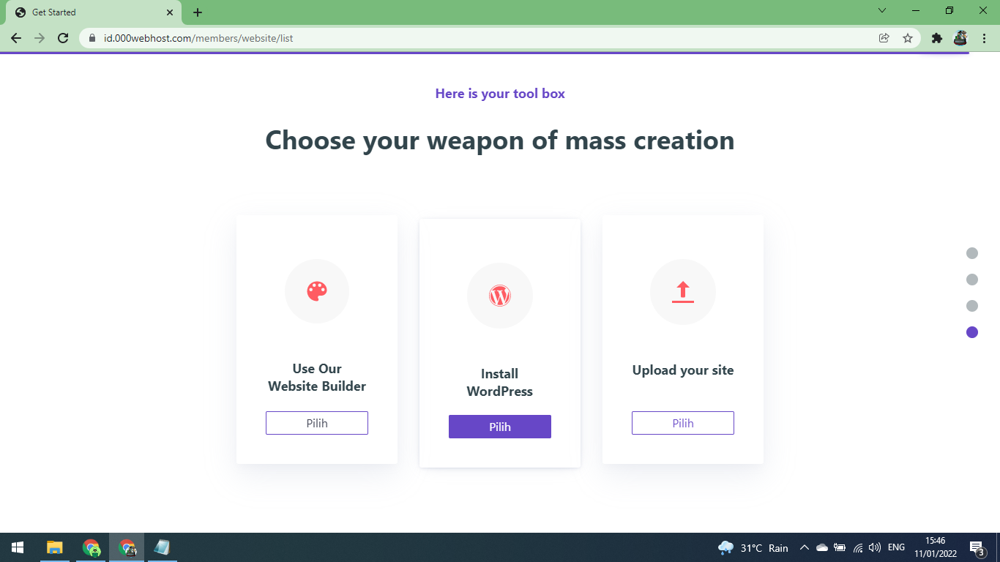 Get Started
id.000webhost.com/members/website/list
Here is your tool box
Choose your weapon of mass creation
Use Our
Website Builder
Pilih
Install
WordPress
Pilih
Upload your site
Pilih
31°C Rain
ENG
15:46
11/01/2022
3